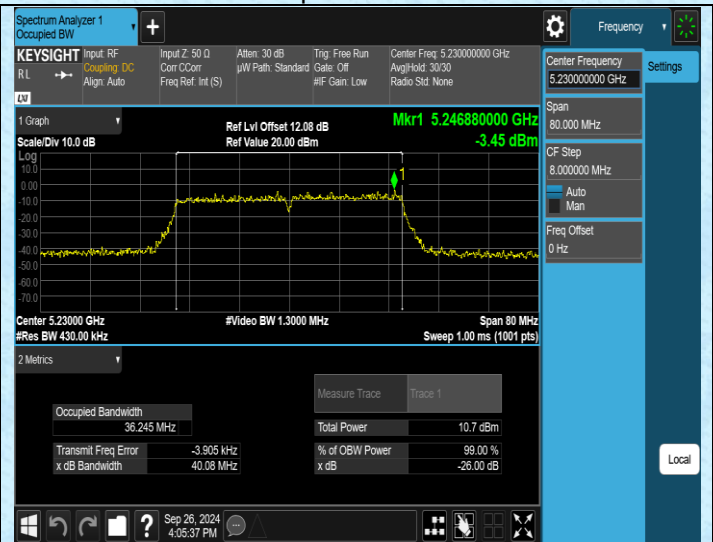 Spectrum Analyzer 1
Occupied BW
+
Frequency
KEYSIGHT
RL
LXI
Input: RF
Coupling: DC
Align: Auto
Input Z: 50 Ω
Corr CCorr
Freq Ref: Int (S)
Atten: 30 dB
µW Path: Standard
Trig: Free Run
Gate: Off
#IF Gain: Low
Center Freq: 5.230000000 GHz
Avg|Hold: 30/30
Radio Std: None
Center Frequency
5.230000000 GHz
Settings
Span
80.000 MHz
CF Step
8.000000 MHz
Auto
Man
Freq Offset
0 Hz
1 Graph
Scale/Div 10.0 dB
Ref Lvl Offset 12.08 dB
Ref Value 20.00 dBm
Mkr1 5.246880000 GHz
-3.45 dBm
Log
10.0
0.00
-10.0
-20.0
-30.0
-40.0
-50.0
-60.0
-70.0
1
Center 5.23000 GHz
#Res BW 430.00 kHz
#Video BW 1.3000 MHz
Span 80 MHz
Sweep 1.00 ms (1001 pts)
2 Metrics
Measure Trace Trace 1
Occupied Bandwidth
36.245 MHz
Total Power 10.7 dBm
Transmit Freq Error -3.905 kHz
% of OBW Power 99.00 %
x dB Bandwidth 40.08 MHz
x dB -26.00 dB
Local
?
Sep 26, 2024
4:05:37 PM